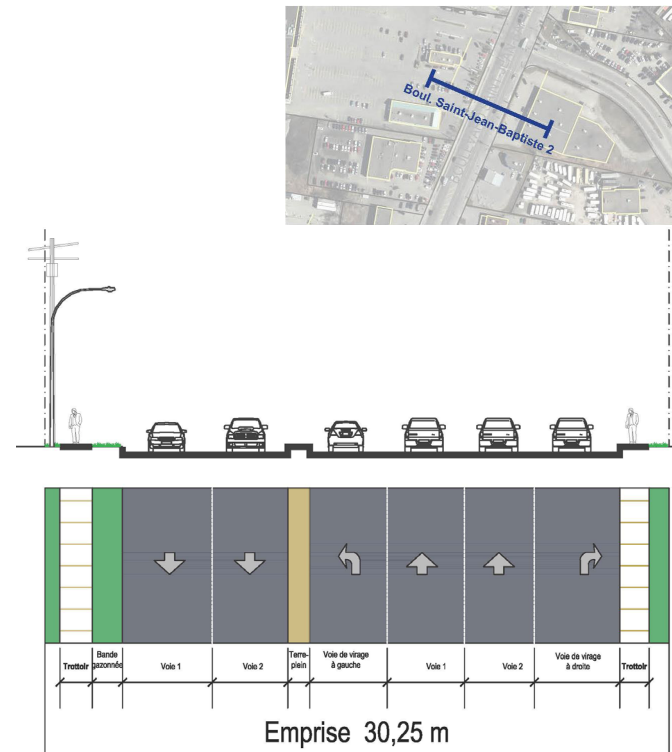 Boul. Saint-Jean-Baptiste 2
Trottoir
Bande
gazonnée
Voie 1
Voie 2
Terre-
plein
Voie de virage
à gauche
Voie 1
Voie 2
Voie de virage
à droite
Trottoir
Emprise 30,25 m